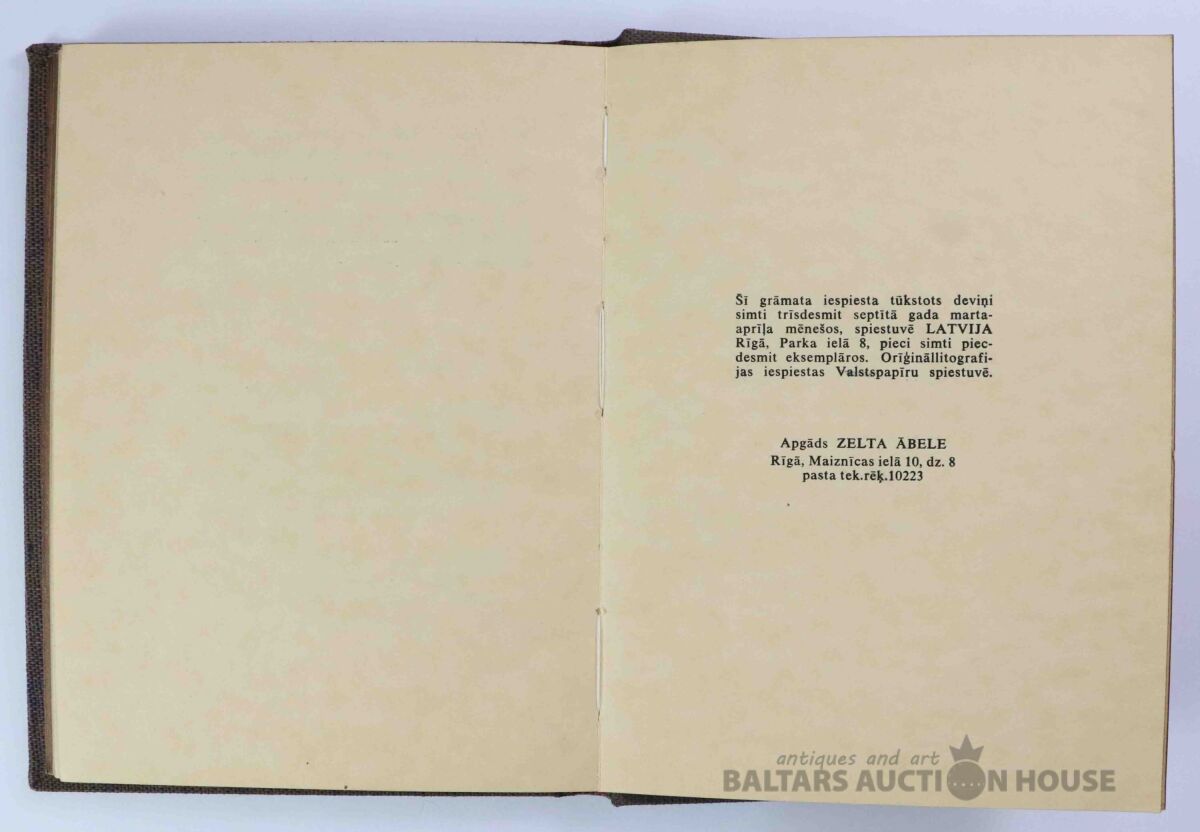 Šī grāmata iespiesta tūkstots deviņi
simti trīsdesmit septītā gada marta-
aprīļa mēnešos, spiestuvē LATVIJA
Rīgā, Parka ielā 8, pieci simti piec-
desmit eksemplāros. Orīģināllitografi-
jas iespiestas Valstspapīru spiestuvē.
Apgāds ZELTA ĀBELE
Rīgā, Maiznīcas ielā 10, dz. 8
pasta tek.rēķ.10223
antiques and art
BALTARS AUCTION HOUSE